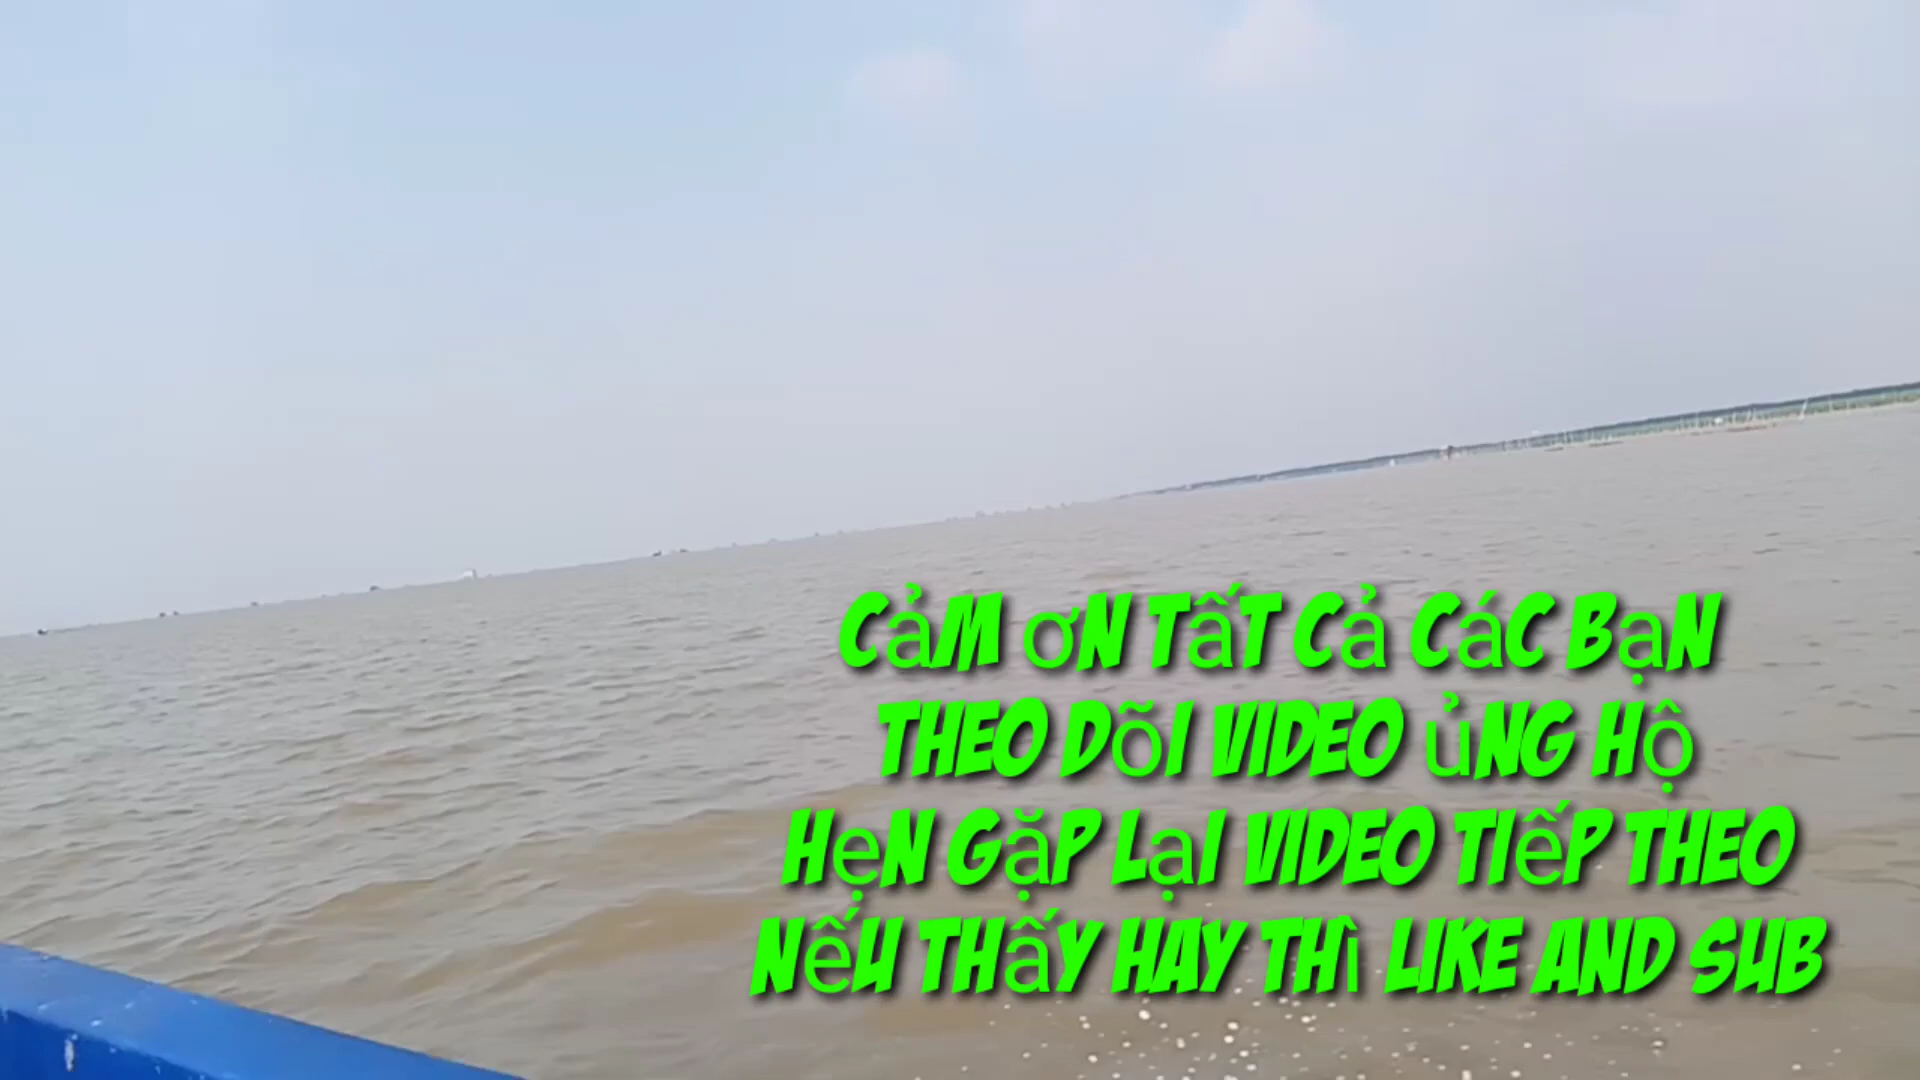 CảM ơN TấT Cả CáC BạN
THEO DõI VIDEO ủNG Hộ
HẹN GặP LạI VIDEO TIếP THEO
NếU THấY HAY THì LIKE AND SUB